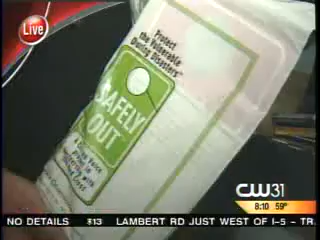 Live
Protect
the Vulnerable
During Disasters
SAFELY
OUT
CW31
8:10 59°
NO DETAILS $13 LAMBERT RD JUST WEST OF I-5 - TR